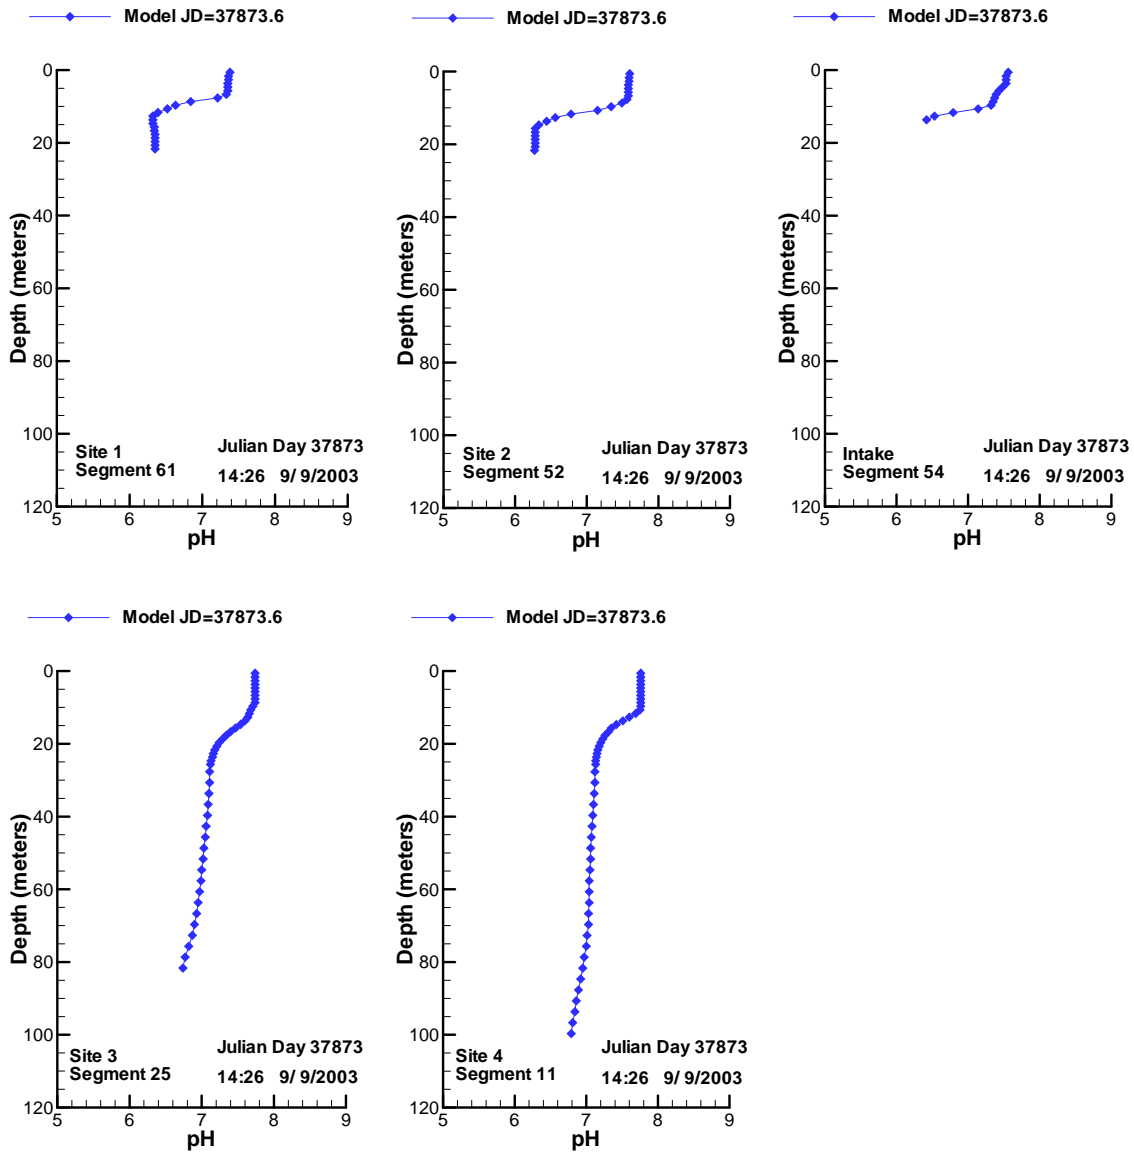 Model JD=37873.6
0
20
40
60
80
100
120
Depth (meters)
Site 1
Segment 61
Julian Day 37873
14:26 9/ 9/2003
5 6 7 8 9
pH
Model JD=37873.6
0
20
40
60
80
100
120
Depth (meters)
Site 2
Segment 52
Julian Day 37873
14:26 9/ 9/2003
5 6 7 8 9
pH
Model JD=37873.6
0
20
40
60
80
100
120
Depth (meters)
Intake
Segment 54
Julian Day 37873
14:26 9/ 9/2003
5 6 7 8 9
pH
Model JD=37873.6
0
20
40
60
80
100
120
Depth (meters)
Site 3
Segment 25
Julian Day 37873
14:26 9/ 9/2003
5 6 7 8 9
pH
Model JD=37873.6
0
20
40
60
80
100
120
Depth (meters)
Site 4
Segment 11
Julian Day 37873
14:26 9/ 9/2003
5 6 7 8 9
pH